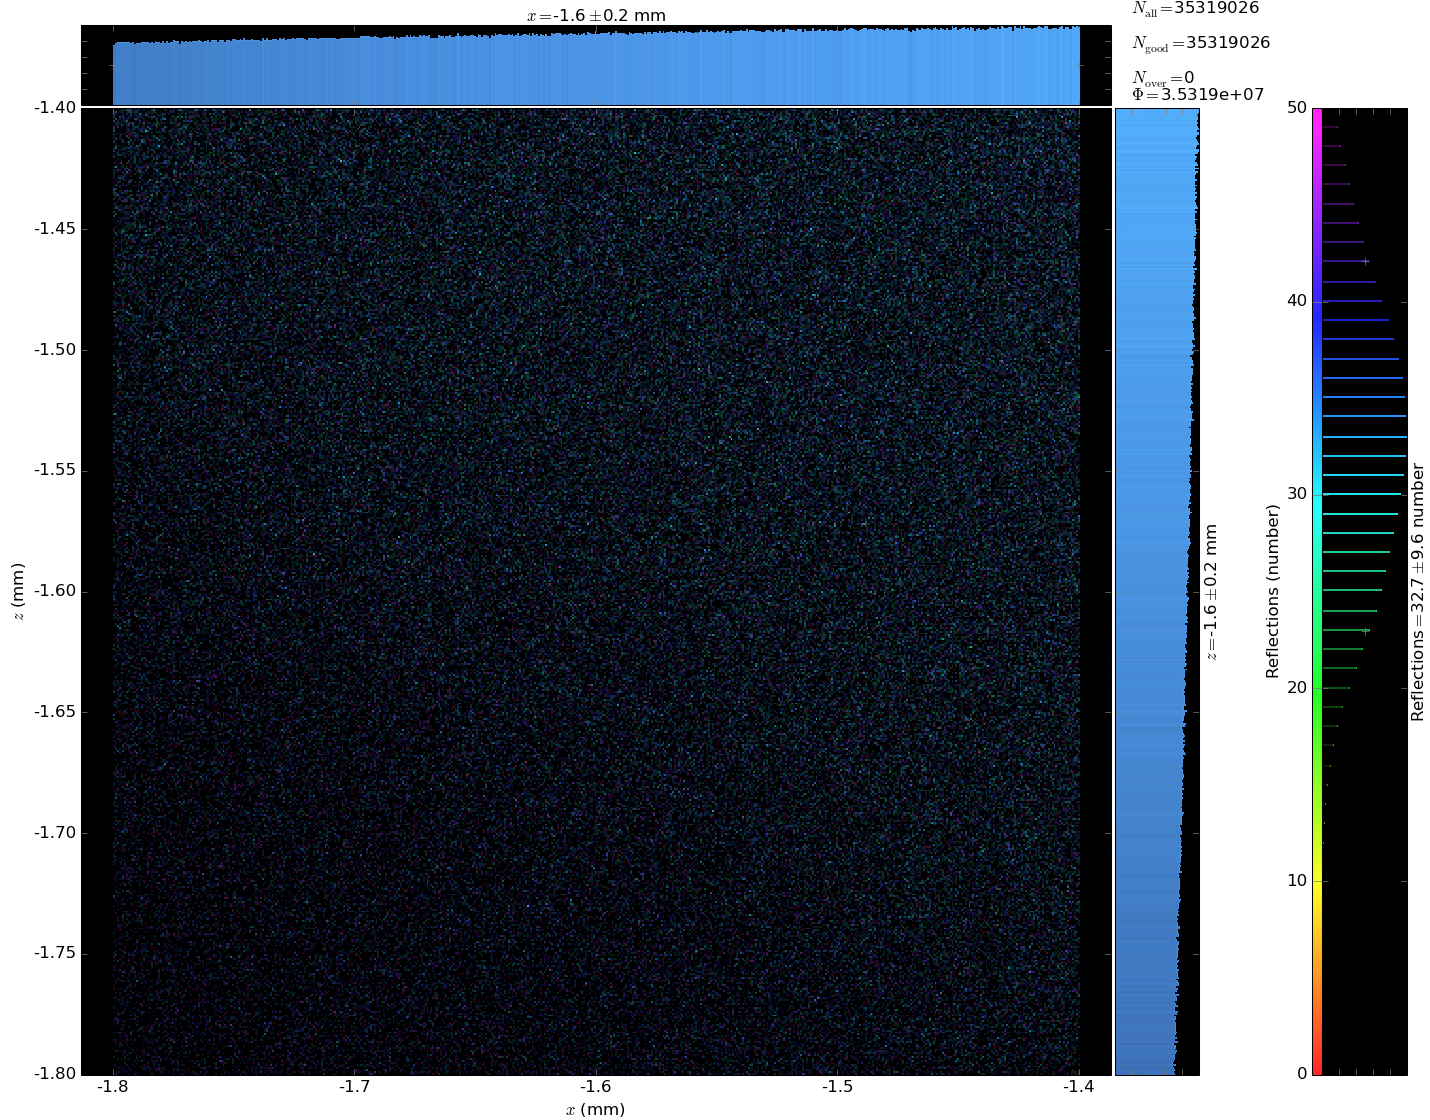 x=-1.6±0.2 mm
N_all=35319026
N_good=35319026
N_over=0
Φ=3.5319e+07
-1.40
-1.45
-1.50
-1.55
-1.60
-1.65
-1.70
-1.75
-1.80
z (mm)
-1.8
-1.7
-1.6
-1.5
-1.4
x (mm)
z=-1.6±0.2 mm
50
40
30
20
10
0
Reflections (number)
Reflections=32.7±9.6 number